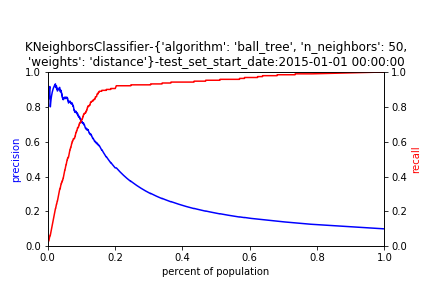 KNeighborsClassifier-{'algorithm': 'ball_tree', 'n_neighbors': 50,
'weights': 'distance'}-test_set_start_date:2015-01-01 00:00:00
1.0 1.0
0.8 0.8
0.6 0.6
precision recall
0.4 0.4
0.2 0.2
0.0 0.0
0.0 0.2 0.4 0.6 0.8 1.0
percent of population